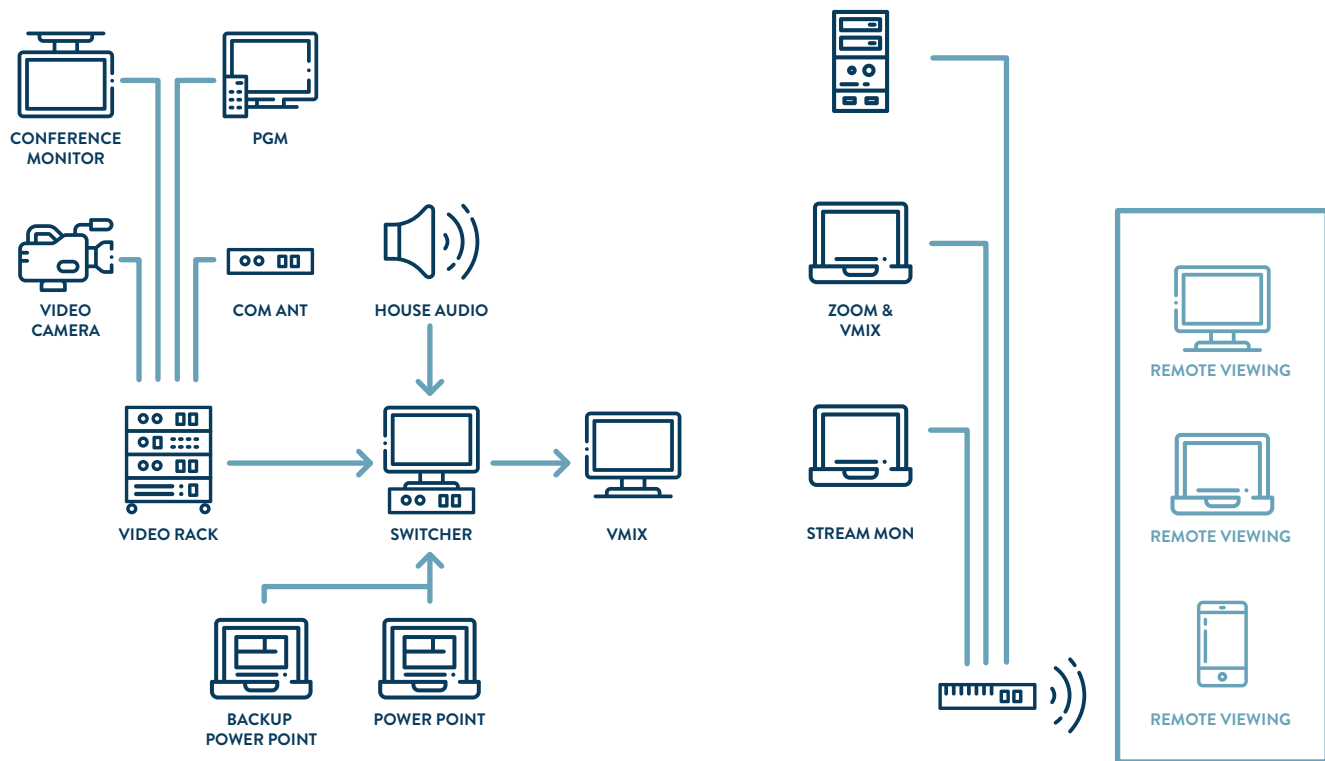 CONFERENCE
MONITOR
PGM
VIDEO
CAMERA
COM ANT
HOUSE AUDIO
VIDEO RACK
SWITCHER
VMIX
BACKUP
POWER POINT
POWER POINT
ZOOM &
VMIX
STREAM MON
REMOTE VIEWING
REMOTE VIEWING
REMOTE VIEWING